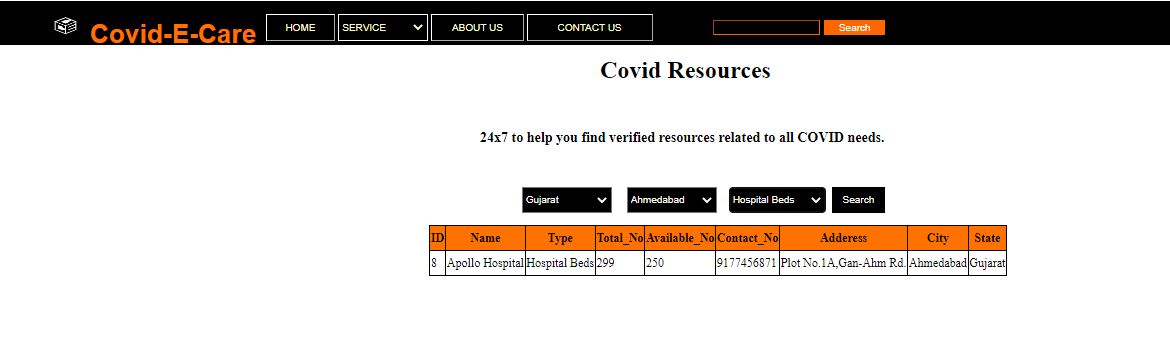 Covid-E-Care HOME SERVICE ABOUT US CONTACT US Search
Covid Resources
24x7 to help you find verified resources related to all COVID needs.
Gujarat Ahmedabad Hospital Beds Search
ID Name Type Total_No Available_No Contact_No Adderess City State
8 Apollo Hospital Hospital Beds 299 250 9177456871 Plot No.1A,Gan-Ahm Rd. Ahmedabad Gujarat